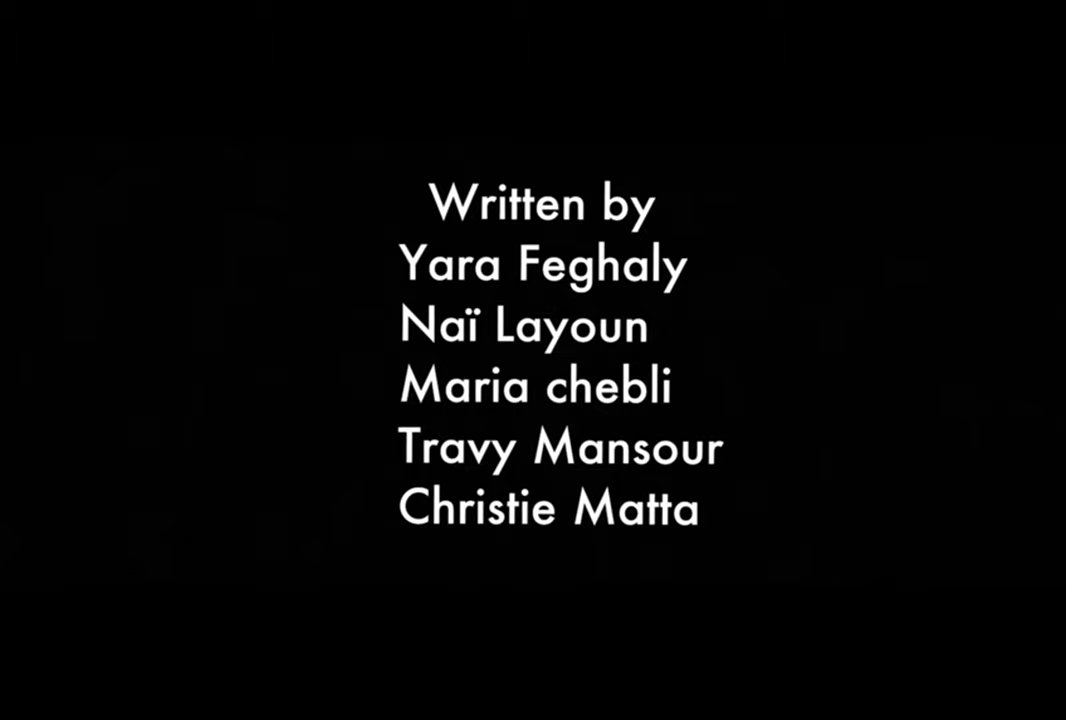 Written by
Yara Feghaly
Naï Layoun
Maria chebli
Travy Mansour
Christie Matta